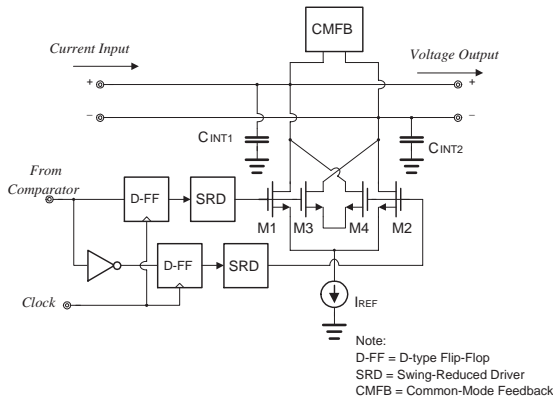 CMFB
Current Input
Voltage Output
+
+
−
−
CINT1
CINT2
From
Comparator
D-FF
SRD
M1
M3
M4
M2
D-FF
SRD
Clock
IREF
Note:
D-FF = D-type Flip-Flop
SRD = Swing-Reduced Driver
CMFB = Common-Mode Feedback